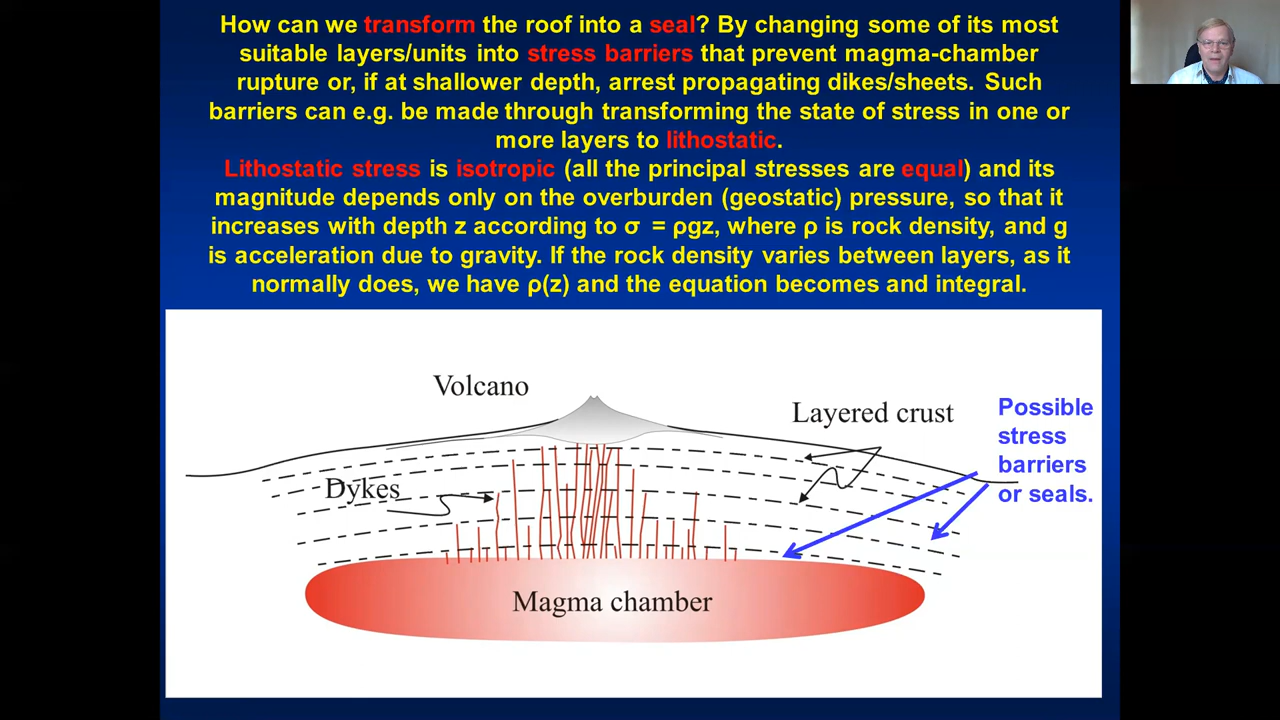 How can we transform the roof into a seal? By changing some of its most
suitable layers/units into stress barriers that prevent magma-chamber
rupture or, if at shallower depth, arrest propagating dikes/sheets. Such
barriers can e.g. be made through transforming the state of stress in one or
more layers to lithostatic.
Lithostatic stress is isotropic (all the principal stresses are equal) and its
magnitude depends only on the overburden (geostatic) pressure, so that it
increases with depth z according to σ = ρgz, where ρ is rock density, and g
is acceleration due to gravity. If the rock density varies between layers, as it
normally does, we have ρ(z) and the equation becomes and integral.
Volcano
Layered crust
Possible
stress
barriers
or seals.
Dykes
Magma chamber